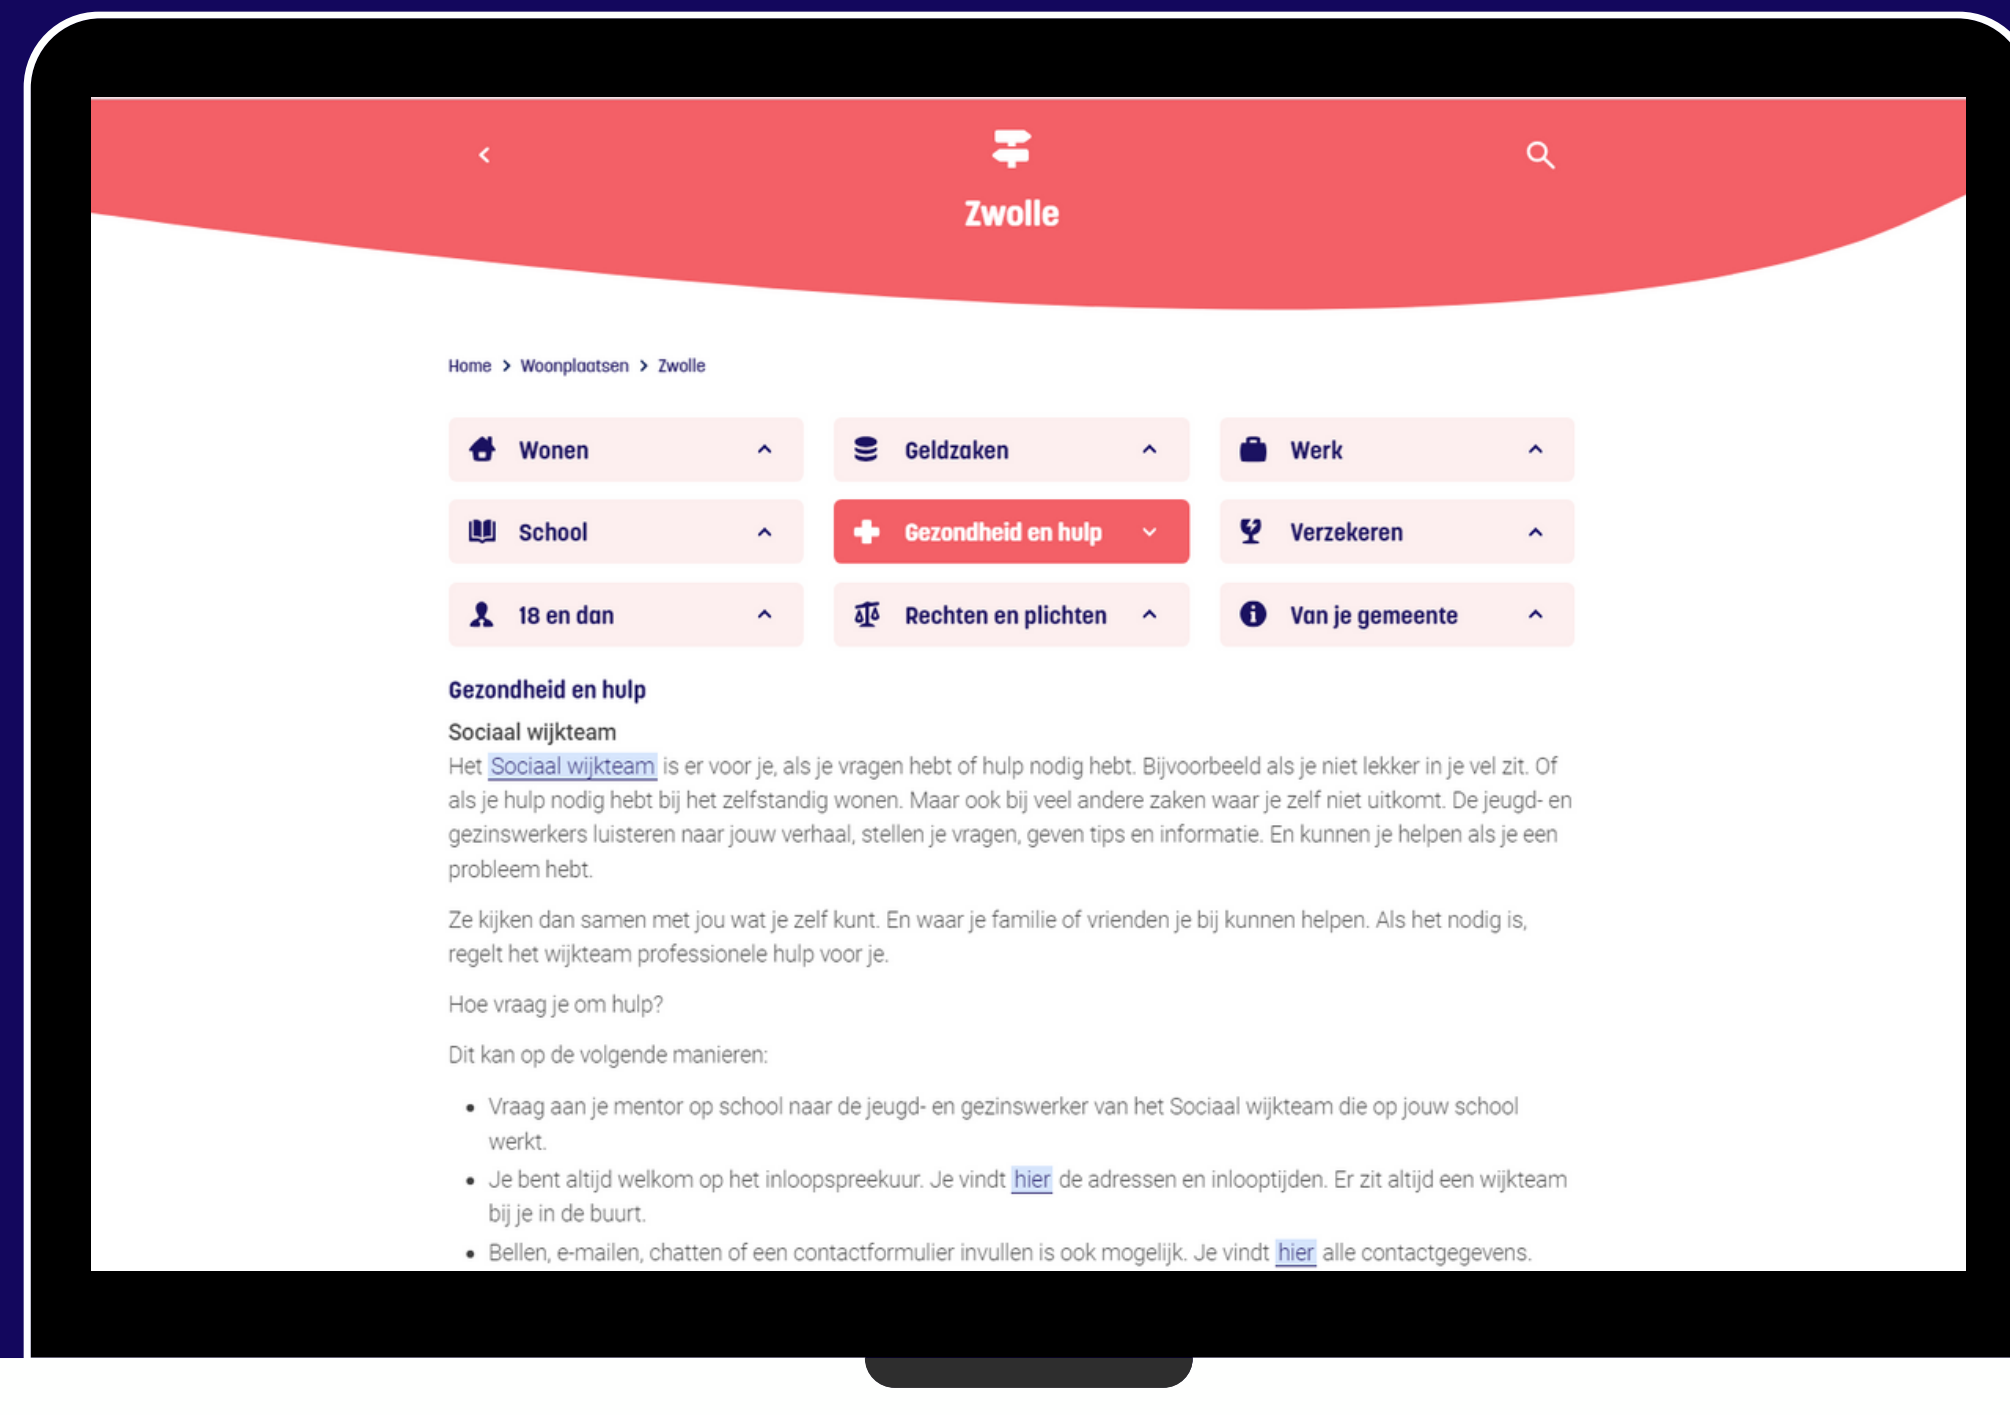 Zwolle
Home > Woonplaatsen > Zwolle
Wonen
Geldzaken
Werk
School
Gezondheid en hulp
Verzekeren
18 en dan
Rechten en plichten
Van je gemeente
Gezondheid en hulp
Sociaal wijkteam
Het Sociaal wijkteam is er voor je, als je vragen hebt of hulp nodig hebt. Bijvoorbeeld als je niet lekker in je vel zit. Of
als je hulp nodig hebt bij het zelfstandig wonen. Maar ook bij veel andere zaken waar je zelf niet uitkomt. De jeugd- en
gezinswerkers luisteren naar jouw verhaal, stellen je vragen, geven tips en informatie. En kunnen je helpen als je een
probleem hebt.
Ze kijken dan samen met jou wat je zelf kunt. En waar je familie of vrienden je bij kunnen helpen. Als het nodig is,
regelt het wijkteam professionele hulp voor je.
Hoe vraag je om hulp?
Dit kan op de volgende manieren:
• Vraag aan je mentor op school naar de jeugd- en gezinswerker van het Sociaal wijkteam die op jouw school
werkt.
• Je bent altijd welkom op het inloopspreekuur. Je vindt hier de adressen en inlooptijden. Er zit altijd een wijkteam
bij je in de buurt.
• Bellen, e-mailen, chatten of een contactformulier invullen is ook mogelijk. Je vindt hier alle contactgegevens.